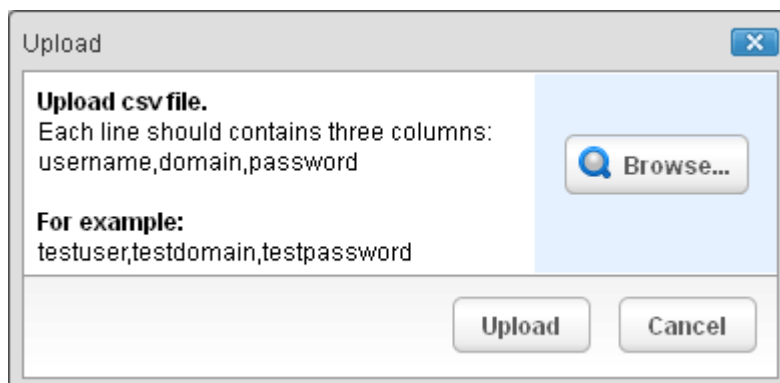 Upload
Upload csv file.
Each line should contains three columns:
username,domain,password
For example:
testuser,testdomain,testpassword
Browse...
Upload
Cancel